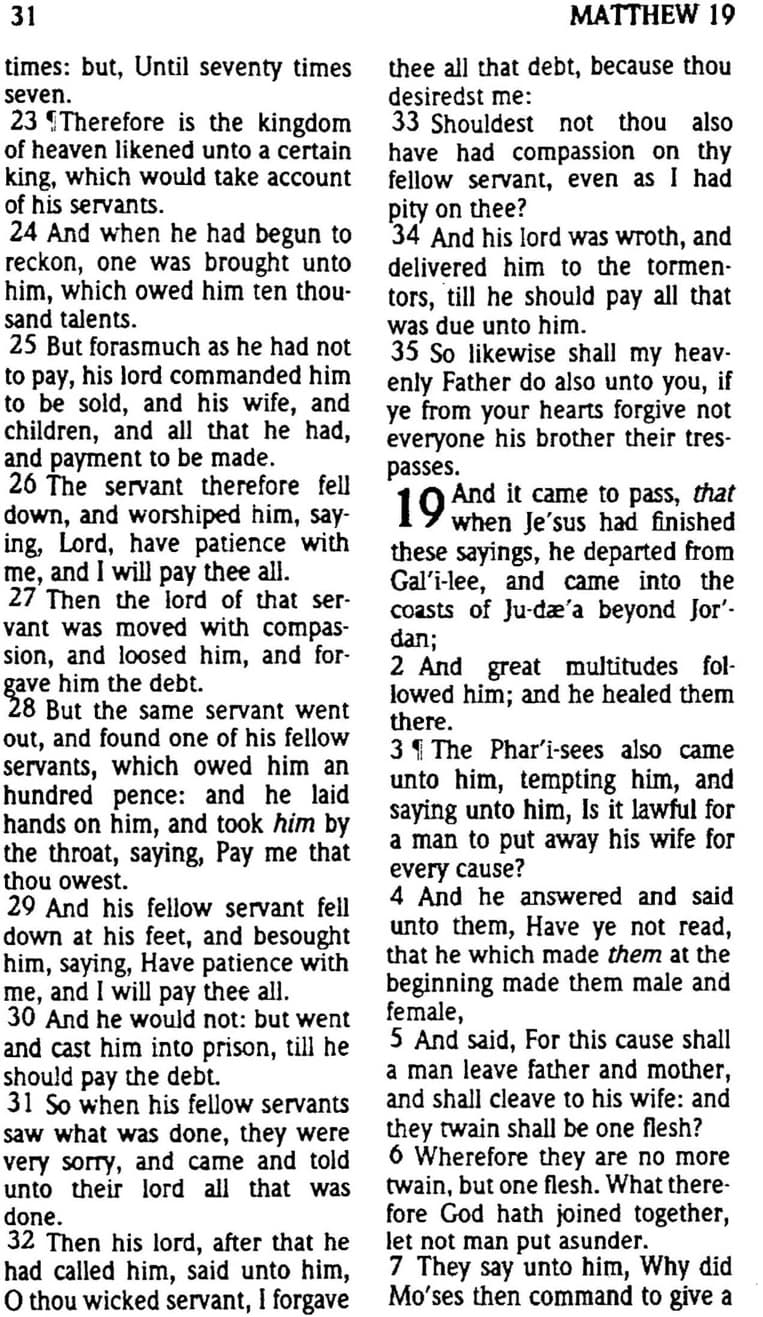 31
MATTHEW 19
times: but, Until seventy times
seven.
23 ¶Therefore is the kingdom
of heaven likened unto a certain
king, which would take account
of his servants.
24 And when he had begun to
reckon, one was brought unto
him, which owed him ten thou-
sand talents.
25 But forasmuch as he had not
to pay, his lord commanded him
to be sold, and his wife, and
children, and all that he had,
and payment to be made.
26 The servant therefore fell
down, and worshiped him, say-
ing, Lord, have patience with
me, and I will pay thee all.
27 Then the lord of that ser-
vant was moved with compas-
sion, and loosed him, and for-
gave him the debt.
28 But the same servant went
out, and found one of his fellow
servants, which owed him an
hundred pence: and he laid
hands on him, and took him by
the throat, saying, Pay me that
thou owest.
29 And his fellow servant fell
down at his feet, and besought
him, saying, Have patience with
me, and I will pay thee all.
30 And he would not: but went
and cast him into prison, till he
should pay the debt.
31 So when his fellow servants
saw what was done, they were
very sorry, and came and told
unto their lord all that was
done.
32 Then his lord, after that he
had called him, said unto him,
O thou wicked servant, I forgave
thee all that debt, because thou
desiredst me:
33 Shouldest not thou also
have had compassion on thy
fellow servant, even as I had
pity on thee?
34 And his lord was wroth, and
delivered him to the tormen-
tors, till he should pay all that
was due unto him.
35 So likewise shall my heav-
enly Father do also unto you, if
ye from your hearts forgive not
everyone his brother their tres-
passes.
19 And it came to pass, that
when Je'sus had finished
these sayings, he departed from
Gal'i-lee, and came into the
coasts of Ju-dæ'a beyond Jor'-
dan;
2 And great multitudes fol-
lowed him; and he healed them
there.
3 ¶ The Phar'i-sees also came
unto him, tempting him, and
saying unto him, Is it lawful for
a man to put away his wife for
every cause?
4 And he answered and said
unto them, Have ye not read,
that he which made them at the
beginning made them male and
female,
5 And said, For this cause shall
a man leave father and mother,
and shall cleave to his wife: and
they twain shall be one flesh?
6 Wherefore they are no more
twain, but one flesh. What there-
fore God hath joined together,
let not man put asunder.
7 They say unto him, Why did
Mo'ses then command to give a